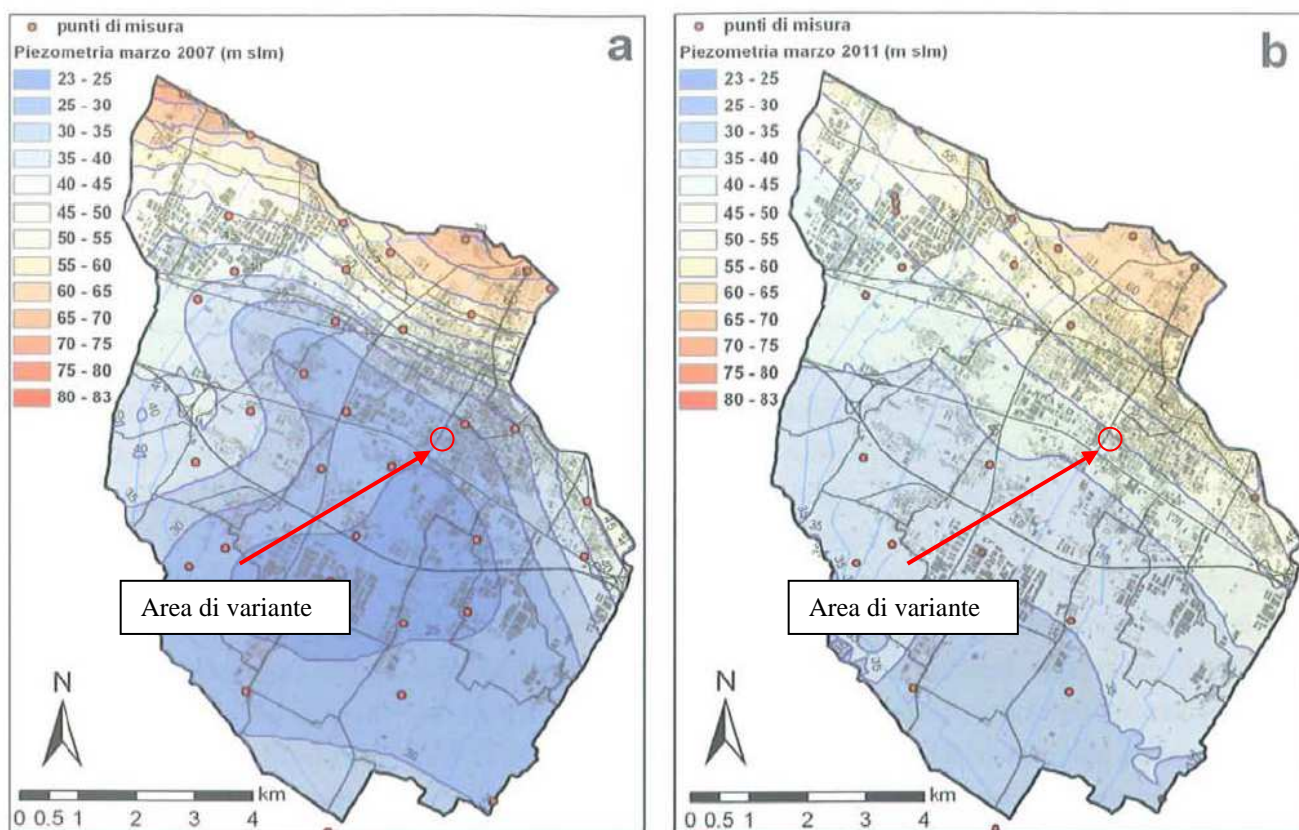 punti di misura
a
Piezometria marzo 2007 (m slm)
23 - 25
25 - 30
30 - 35
35 - 40
40 - 45
45 - 50
50 - 55
55 - 60
60 - 65
65 - 70
70 - 75
75 - 80
80 - 83
Area di variante
N
km
0 0.5 1 2 3 4
punti di misura
b
Piezometria marzo 2011 (m slm)
23 - 25
25 - 30
30 - 35
35 - 40
40 - 45
45 - 50
50 - 55
55 - 60
60 - 65
65 - 70
70 - 75
75 - 80
80 - 83
Area di variante
N
km
0 0.5 1 2 3 4